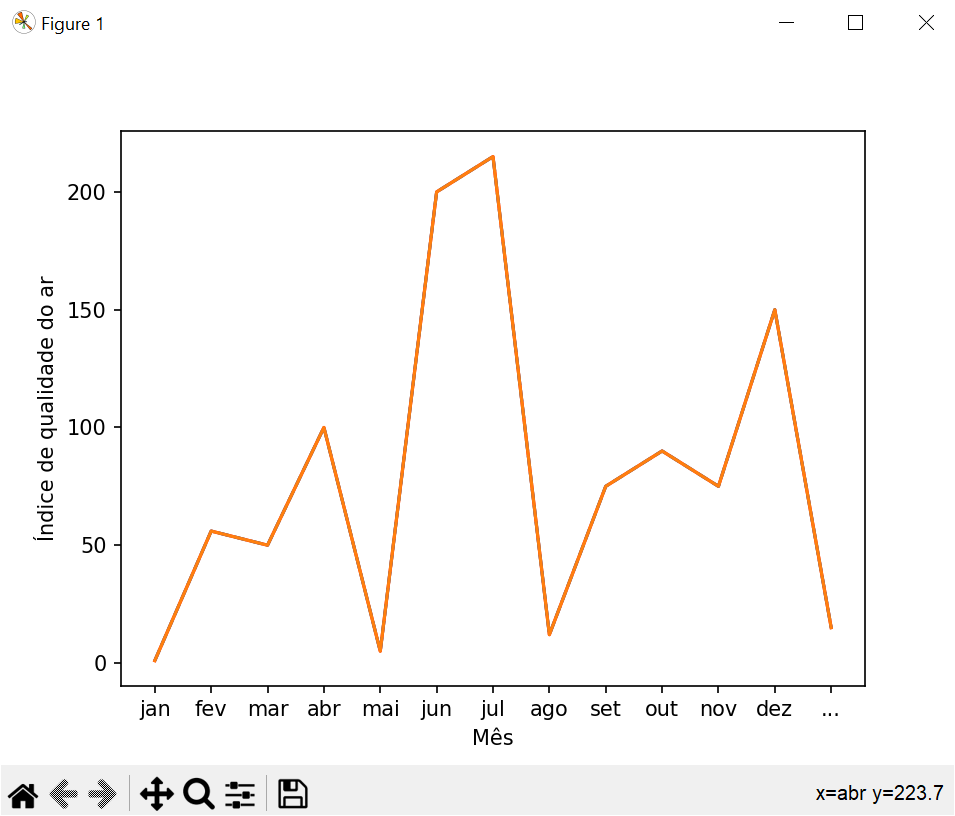 Figure 1
Índice de qualidade do ar
200
150
100
50
0
jan fev mar abr mai jun jul ago set out nov dez ...
Mês
x=abr y=223.7